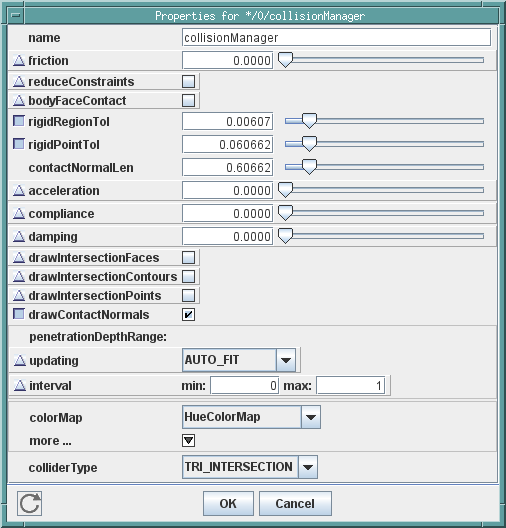 Properties for */0/collisionManager
name collisionManager
friction 0.0000
reduceConstraints
bodyFaceContact
rigidRegionTol 0.00607
rigidPointTol 0.060662
contactNormalLen 0.60662
acceleration 0.0000
compliance 0.0000
damping 0.0000
drawIntersectionFaces
drawIntersectionContours
drawIntersectionPoints
drawContactNormals
penetrationDepthRange:
updating AUTO_FIT
interval min: 0 max: 1
colorMap HueColorMap
more ...
colliderType TRI_INTERSECTION
OK Cancel